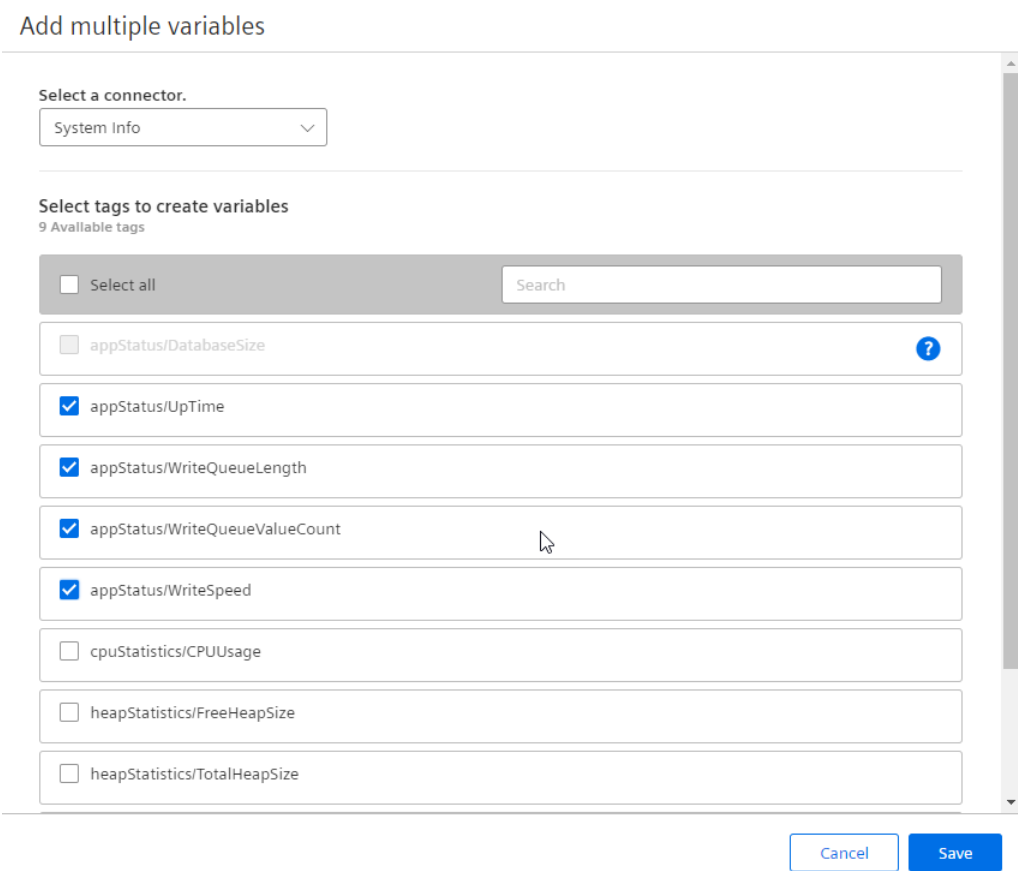 Add multiple variables
Select a connector.
System Info
Select tags to create variables
9 Available tags
Select all
Search
appStatus/DatabaseSize
?
appStatus/UpTime
appStatus/WriteQueueLength
appStatus/WriteQueueValueCount
appStatus/WriteSpeed
cpuStatistics/CPUUsage
heapStatistics/FreeHeapSize
heapStatistics/TotalHeapSize
Cancel
Save